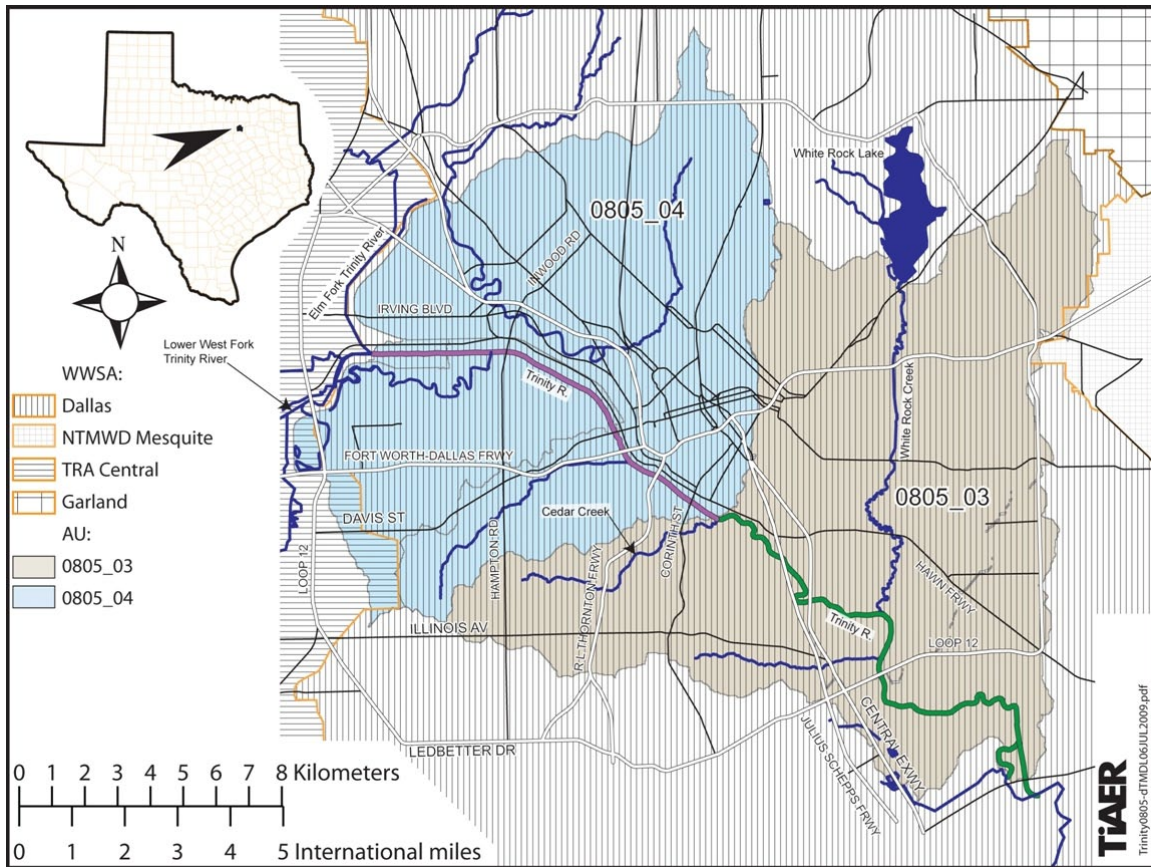 N
Lower West Fork
Trinity River
WWSA:
Dallas
NTMWD Mesquite
TRA Central
Garland
AU:
0805_03
0805_04
0 1 2 3 4 5 6 7 8 Kilometers
0 1 2 3 4 5 International miles
White Rock Lake
0805_04
INWOOD RD
Elm Fork Trinity River
IRVING BLVD
Trinity R.
White Rock Creek
FORT WORTH-DALLAS FRWY
0805_03
DAVIS ST
Cedar Creek
LOOP 12
HAMPTON RD
CORINTH ST
HAWN FRWY
R L THORNTON FRWY
ILLINOIS AV
Trinity R.
LOOP 12
CENTRAL EXWY
JULIUS SCHEPPS FRWY
LEDBETTER DR
TIAER
Trinity0805-dTMDL06JUL2009.pdf